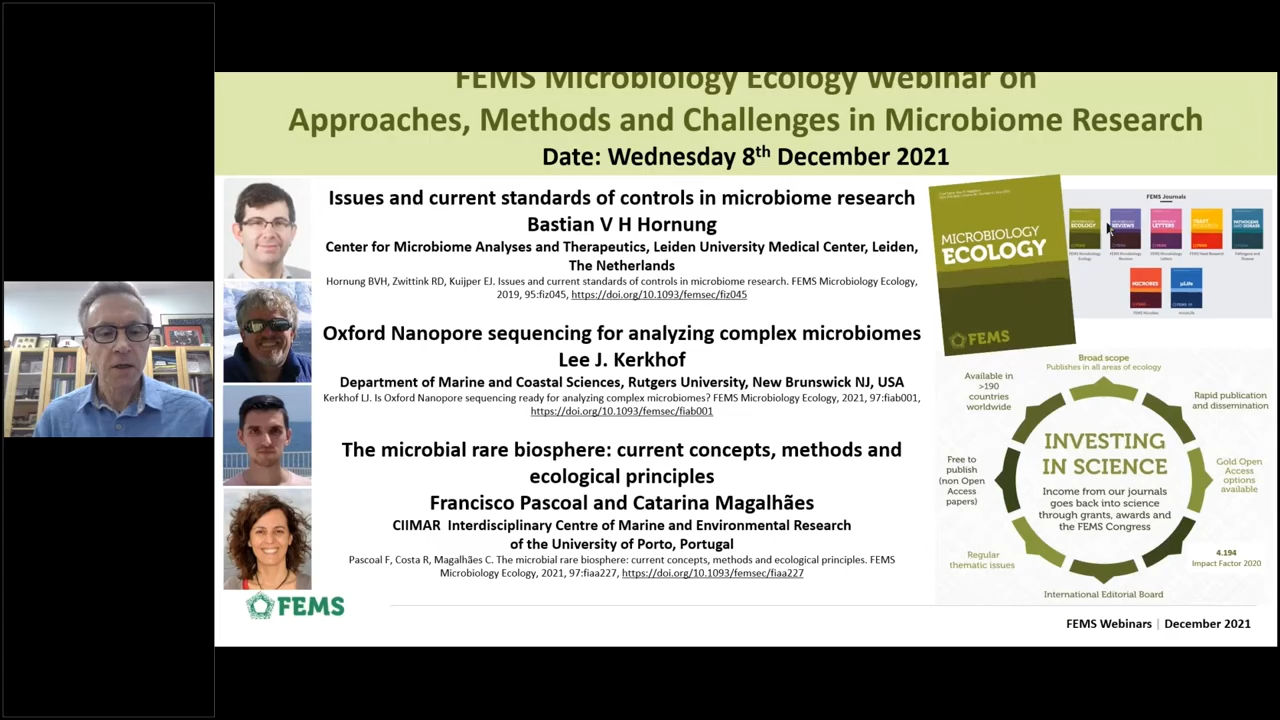 FEMS Microbiology Ecology Webinar on
Approaches, Methods and Challenges in Microbiome Research
Date: Wednesday 8th December 2021
Issues and current standards of controls in microbiome research
Bastian V H Hornung
Center for Microbiome Analyses and Therapeutics, Leiden University Medical Center, Leiden,
The Netherlands
Hornung BVH, Zwittink RD, Kuijper EJ. Issues and current standards of controls in microbiome research. FEMS Microbiology Ecology,
2019, 95:fiz045, https://doi.org/10.1093/femsec/fiz045
Oxford Nanopore sequencing for analyzing complex microbiomes
Lee J. Kerkhof
Department of Marine and Coastal Sciences, Rutgers University, New Brunswick NJ, USA
Kerkhof LJ. Is Oxford Nanopore sequencing ready for analyzing complex microbiomes? FEMS Microbiology Ecology, 2021, 97:fiab001,
https://doi.org/10.1093/femsec/fiab001
The microbial rare biosphere: current concepts, methods and
ecological principles
Francisco Pascoal and Catarina Magalhães
CIIMAR Interdisciplinary Centre of Marine and Environmental Research
of the University of Porto, Portugal
Pascoal F, Costa R, Magalhães C. The microbial rare biosphere: current concepts, methods and ecological principles. FEMS
Microbiology Ecology, 2021, 97:fiaa227, https://doi.org/10.1093/femsec/fiaa227
FEMS
MICROBIOLOGY
ECOLOGY
FEMS
FEMS Journals
ECOLOGY
REVIEWS
LETTERS
MICROBES
µLife
Broad scope
Publishes in all areas of ecology
Available in
>190
countries
worldwide
Rapid publication
and dissemination
Free to
publish
(non Open
Access
papers)
INVESTING
IN SCIENCE
Income from our journals
goes back into science
through grants, awards and
the FEMS Congress
Gold Open
Access
options
available
Regular
thematic issues
4.194
Impact Factor 2020
International Editorial Board
FEMS Webinars | December 2021